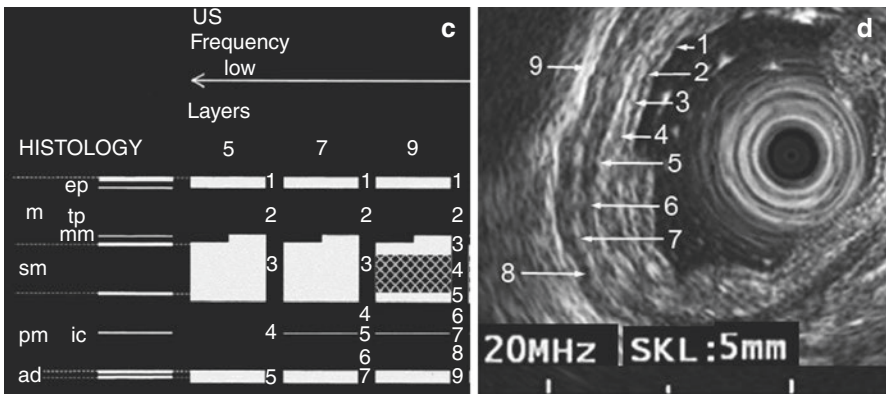 US
Frequency
low
c
Layers
HISTOLOGY 5 7 9
ep 1 1 1
m tp 2 2 2
mm
3
sm 3 3 4
5
4 6
pm ic 4 5 7
6 8
ad 5 7 9
d
1
9
2
3
4
5
6
7
8
20MHz SKL:5mm